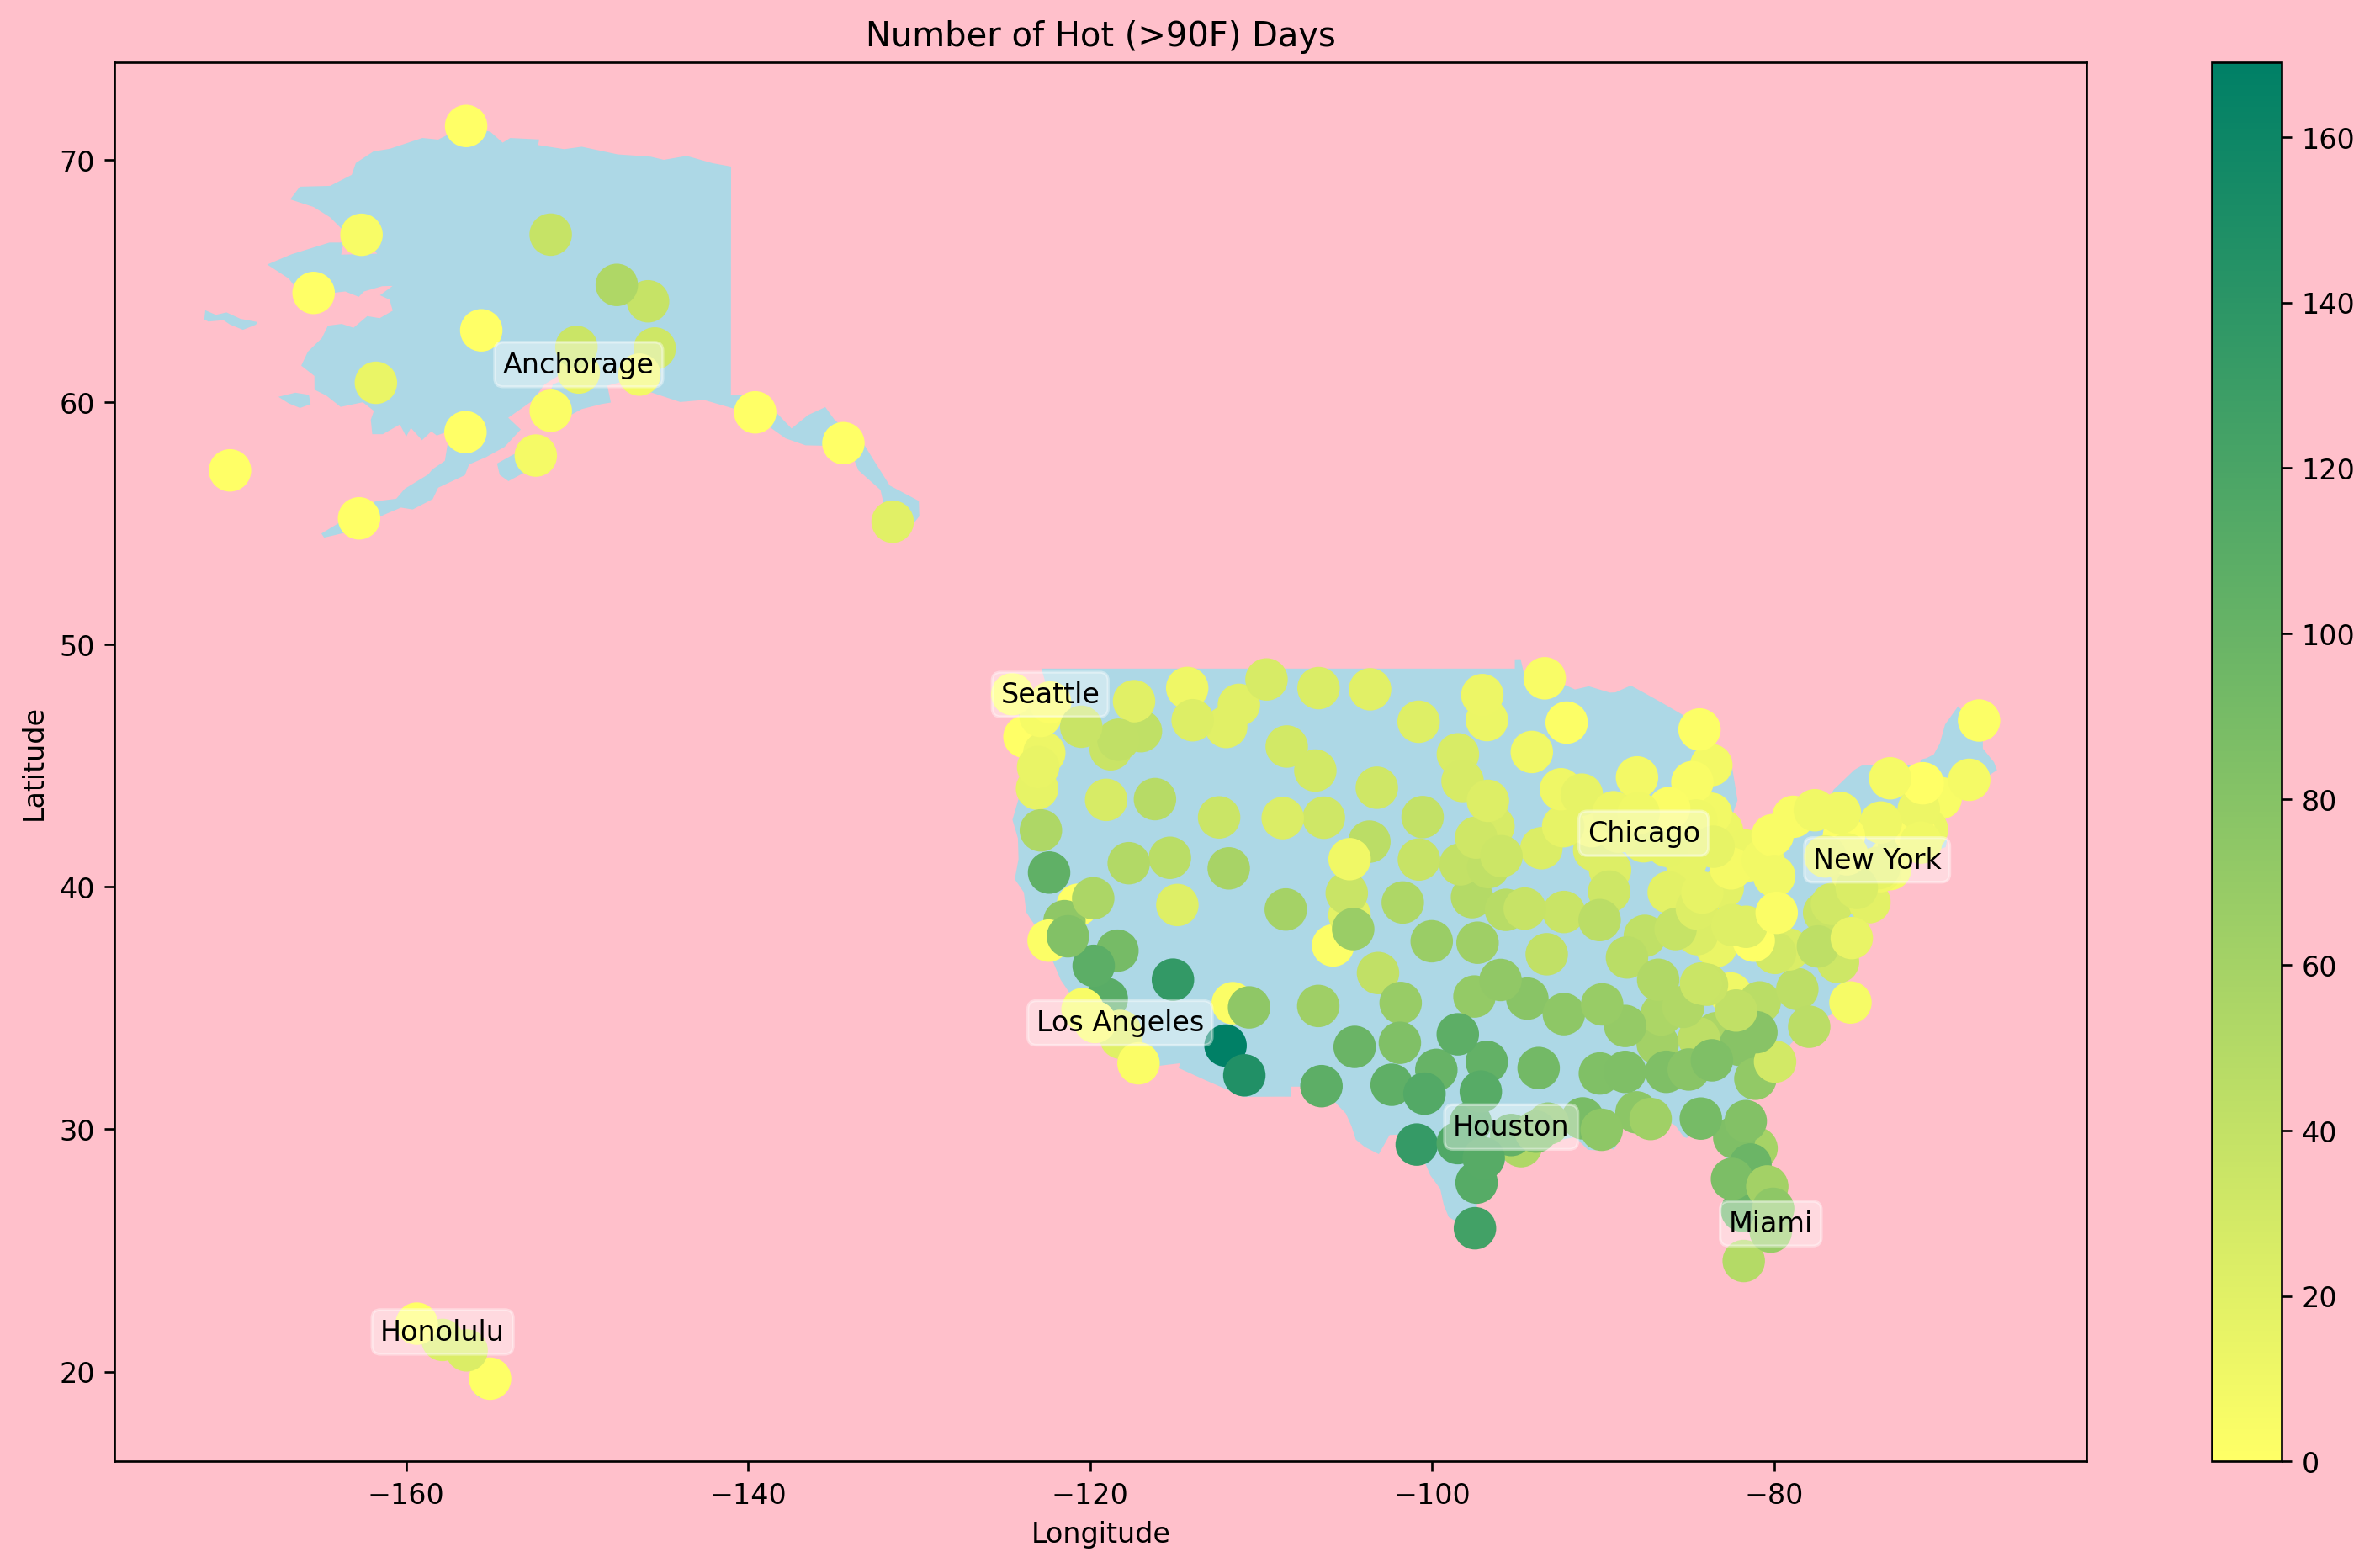 Number of Hot (>90F) Days
70
60
50
40
30
20
Latitude
−160
−140
−120
−100
−80
Longitude
Anchorage
Seattle
Chicago
New York
Los Angeles
Houston
Miami
Honolulu
160
140
120
100
80
60
40
20
0